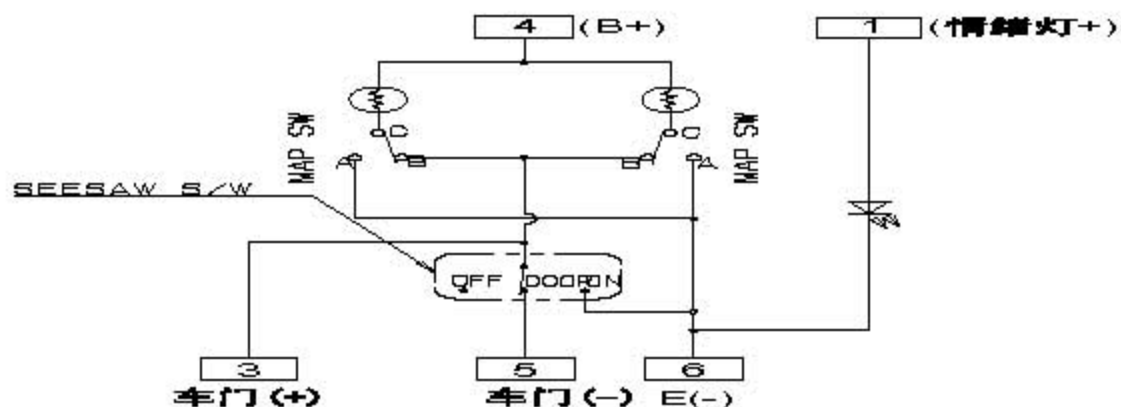 4 (B+)
1 (情绪灯+)
MAP SW
C
A
B
B
C
A
MAP SW
SEESAW S/W
OFF DOOR ON
3
5
6
车门(+)
车门(-)
E(-)